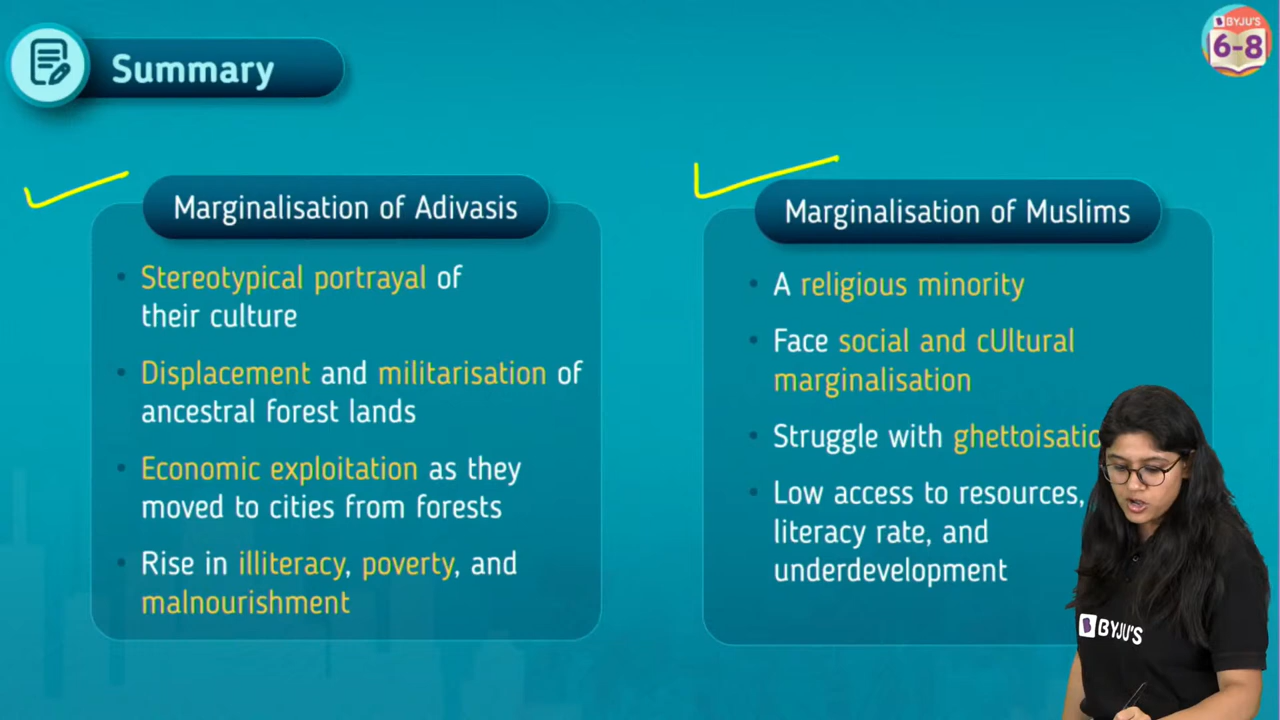 Summary
BYJU'S
6-8
Marginalisation of Adivasis
• Stereotypical portrayal of
their culture
• Displacement and militarisation of
ancestral forest lands
• Economic exploitation as they
moved to cities from forests
• Rise in illiteracy, poverty, and
malnourishment
Marginalisation of Muslims
• A religious minority
• Face social and cUltural
marginalisation
• Struggle with
• Low access to resources,
literacy rate, and
underdevelopment
BYJU'S